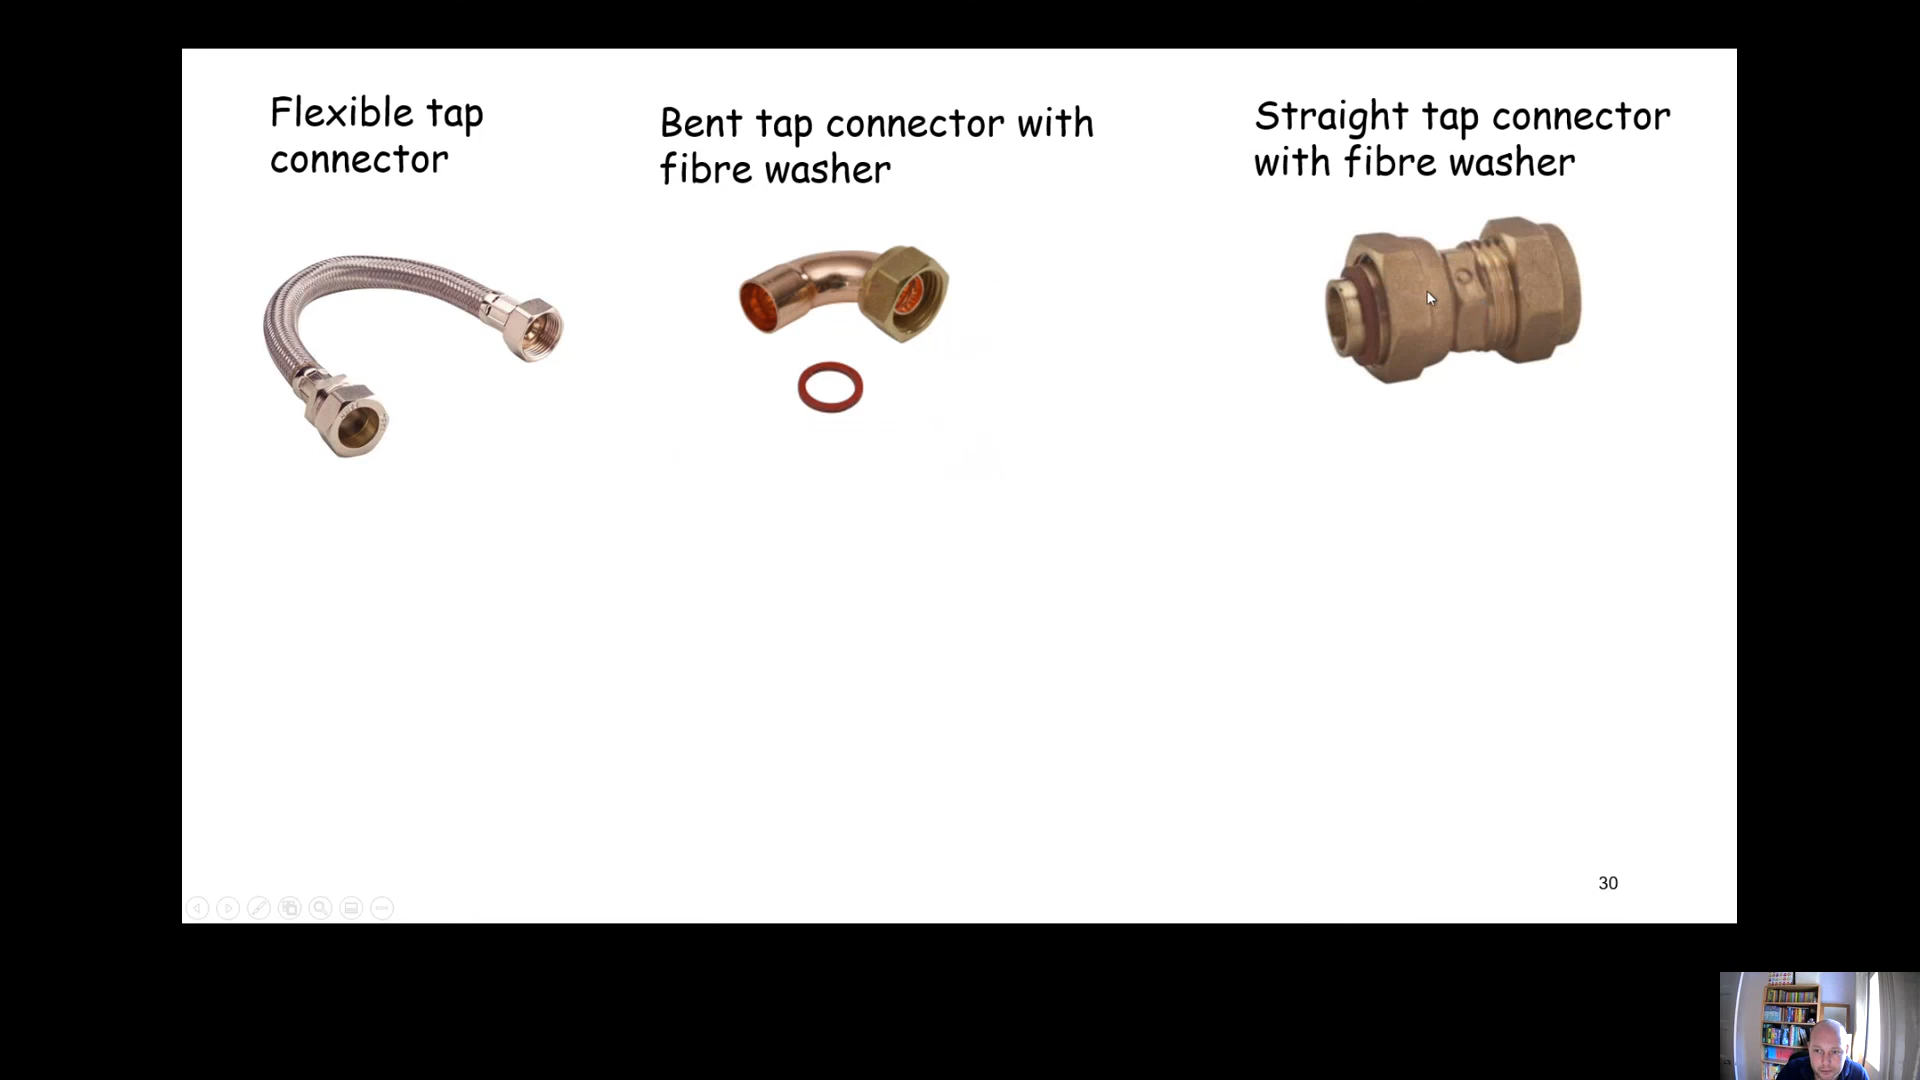 Flexible tap
connector
Bent tap connector with
fibre washer
Straight tap connector
with fibre washer
30